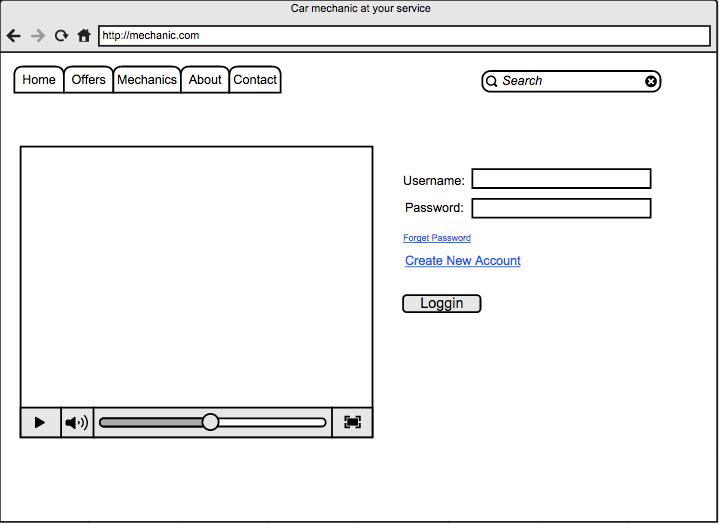 Car mechanic at your service
http://mechanic.com
Home Offers Mechanics About Contact
Search
Username:
Password:
Forget Password
Create New Account
Loggin